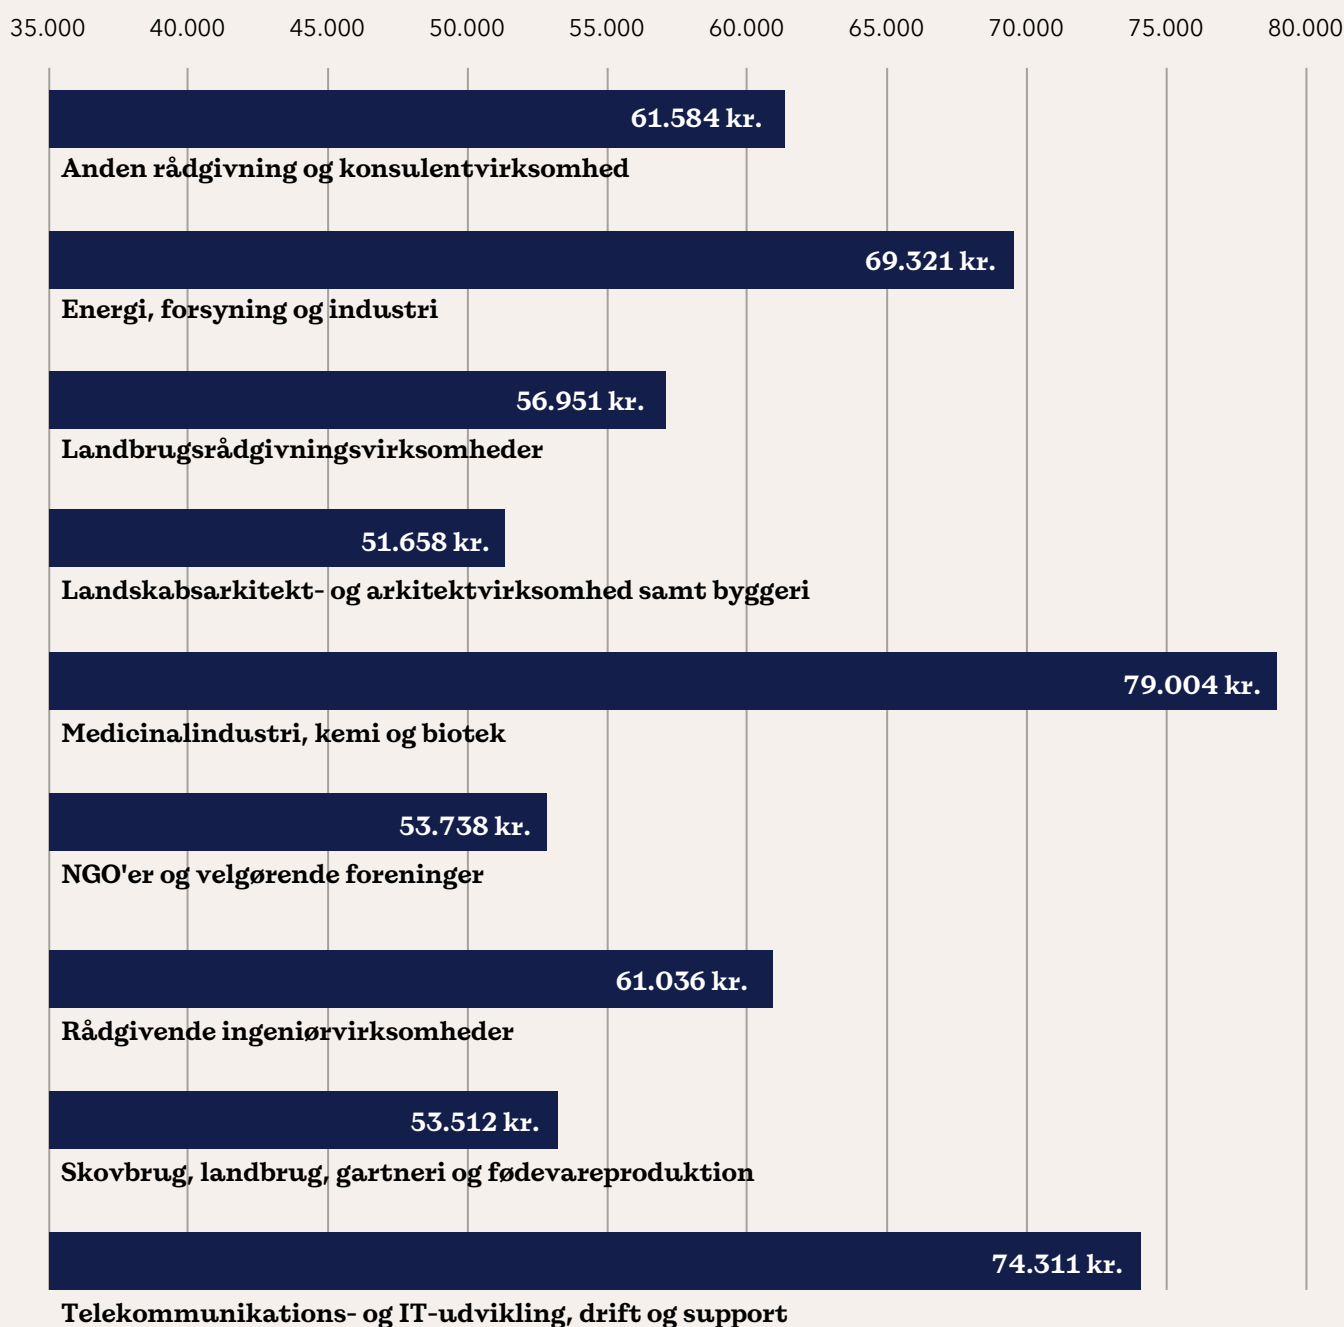 35.000 40.000 45.000 50.000 55.000 60.000 65.000 70.000 75.000 80.000
61.584 kr.
Anden rådgivning og konsulentvirksomhed
69.321 kr.
Energi, forsyning og industri
56.951 kr.
Landbrugsrådgivningsvirksomheder
51.658 kr.
Landskabsarkitekt- og arkitektvirksomhed samt byggeri
79.004 kr.
Medicinalindustri, kemi og biotek
53.738 kr.
NGO'er og velgørende foreninger
61.036 kr.
Rådgivende ingeniørvirksomheder
53.512 kr.
Skovbrug, landbrug, gartneri og fødevareproduktion
74.311 kr.
Telekommunikations- og IT-udvikling, drift og support